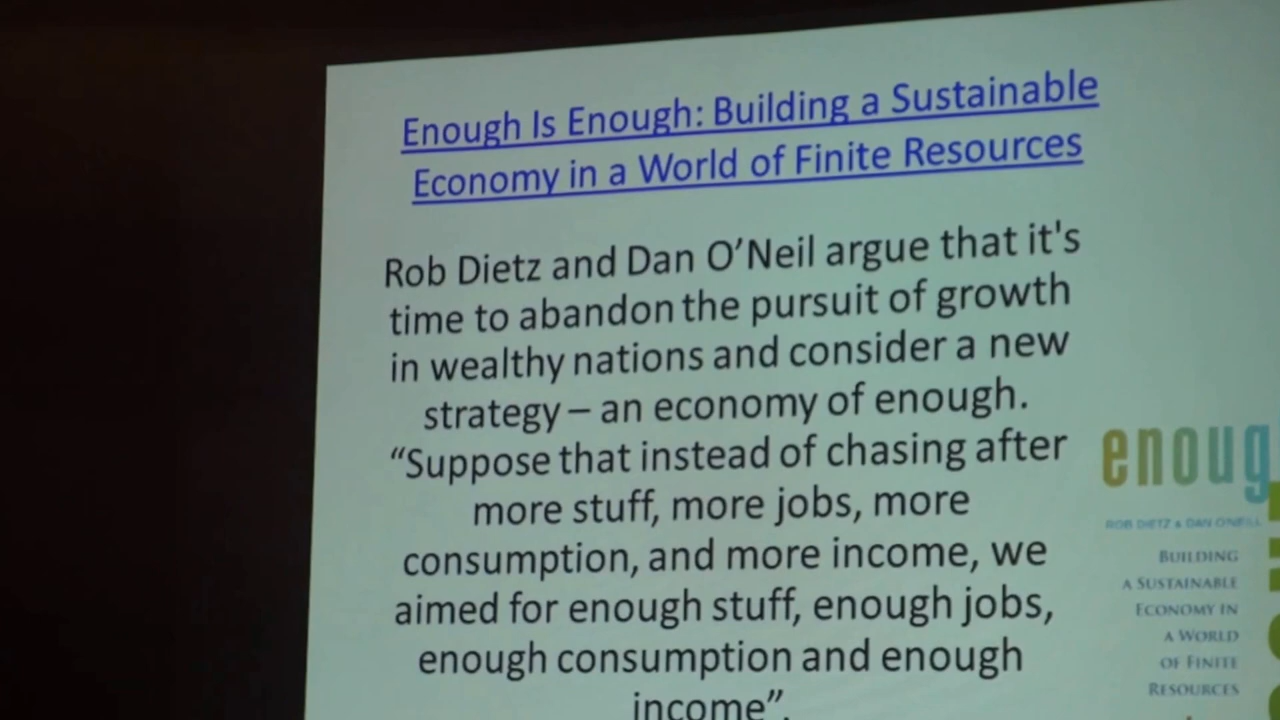 Enough Is Enough: Building a Sustainable
Economy in a World of Finite Resources
Rob Dietz and Dan O’Neil argue that it's
time to abandon the pursuit of growth
in wealthy nations and consider a new
strategy – an economy of enough.
“Suppose that instead of chasing after
more stuff, more jobs, more
consumption, and more income, we
aimed for enough stuff, enough jobs,
enough consumption and enough
income”.
enoug
ROB DIETZ & DAN O'NEILL
BUILDING
A SUSTAINABLE
ECONOMY IN
A WORLD
OF FINITE
RESOURCES